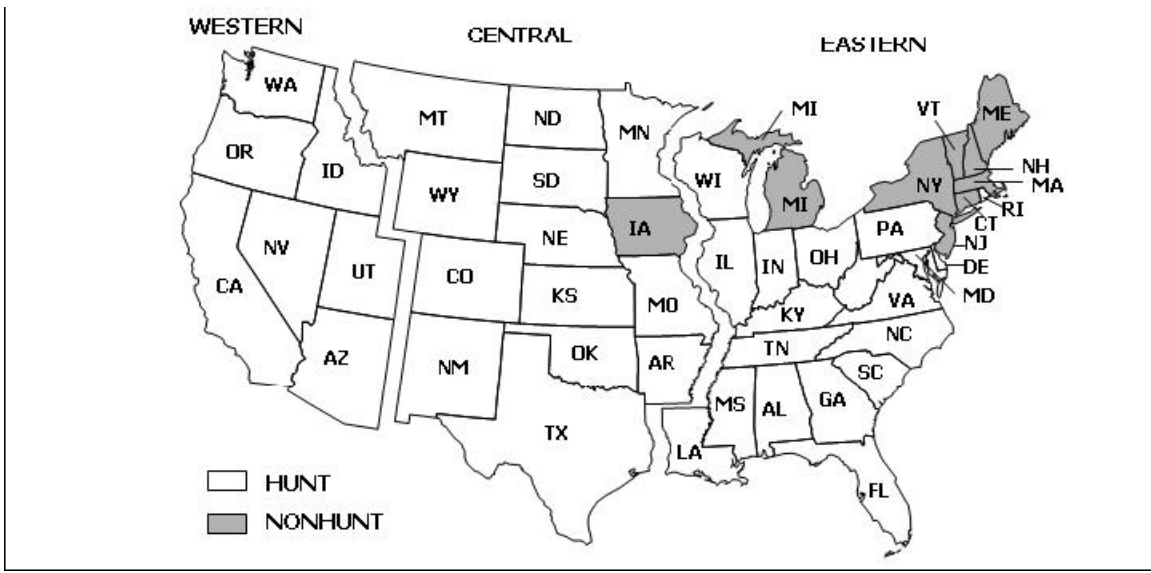 WESTERN
CENTRAL
EASTERN
WA
MT
ND
MN
MI
VT
ME
OR
ID
SD
WI
NH
WY
MI
NY
MA
RI
IA
CT
NV
NE
PA
NJ
CA
UT
CO
IL
IN
OH
DE
KS
MO
VA
MD
KY
AZ
NM
OK
AR
TN
NC
SC
MS
AL
GA
TX
LA
FL
HUNT
NONHUNT